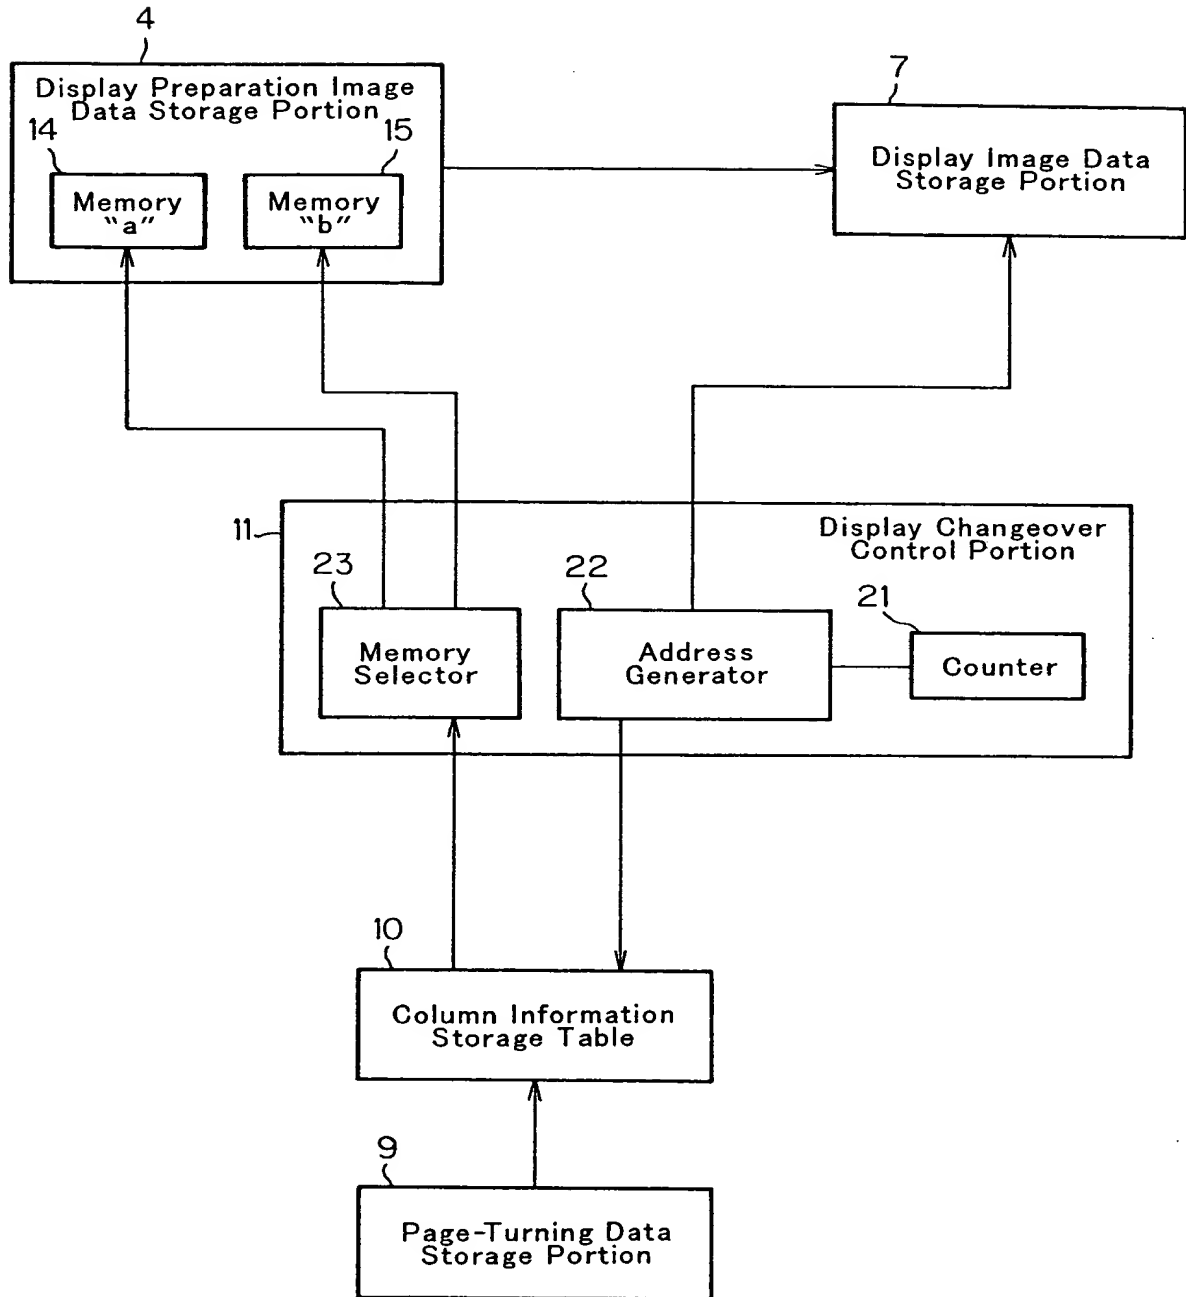 4
Display Preparation Image
Data Storage Portion
14
15
Memory
"a"
Memory
"b"
7
Display Image Data
Storage Portion
11
Display Changeover
Control Portion
23
22
21
Memory
Selector
Address
Generator
Counter
10
Column Information
Storage Table
9
Page-Turning Data
Storage Portion